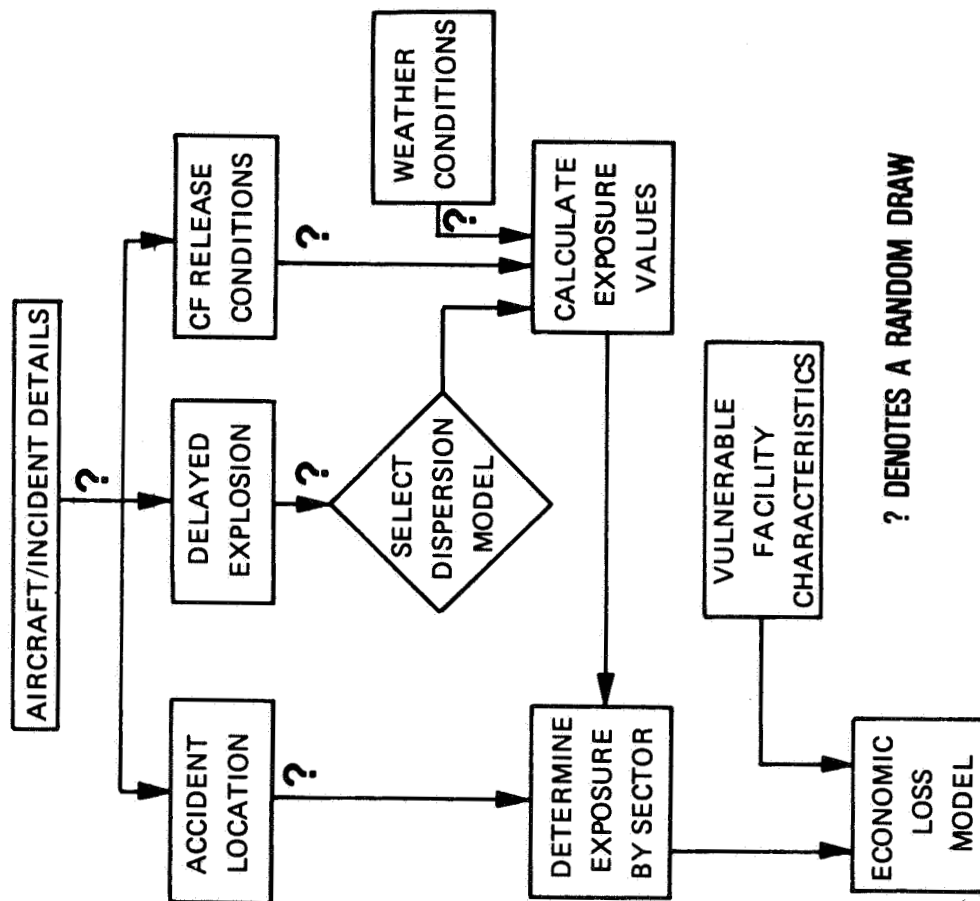 AIRCRAFT/INCIDENT DETAILS
?
ACCIDENT
LOCATION
DELAYED
EXPLOSION
CF RELEASE
CONDITIONS
?
?
?
WEATHER
CONDITIONS
?
SELECT
DISPERSION
MODEL
CALCULATE
EXPOSURE
VALUES
DETERMINE
EXPOSURE
BY SECTOR
VULNERABLE
FACILITY
CHARACTERISTICS
ECONOMIC
LOSS
MODEL
? DENOTES A RANDOM DRAW